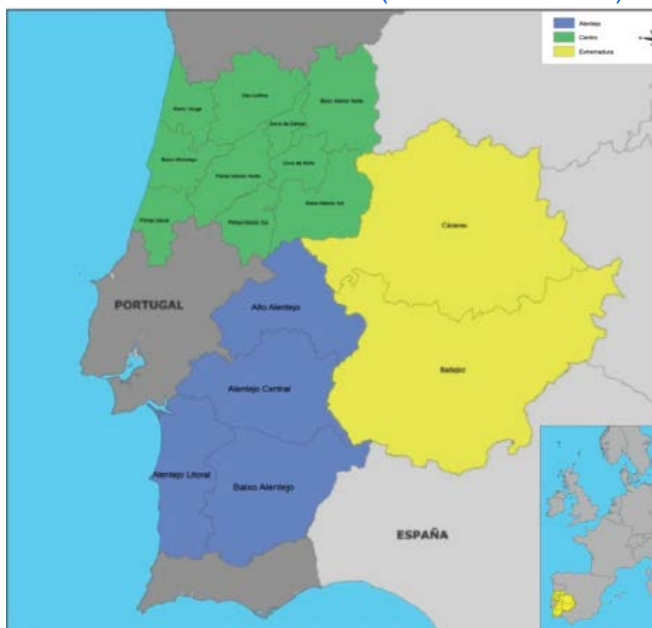 Alentejo
Centro
Extremadura
Dão-Lafões
Beira Interior Norte
Baixo Vouga
Serra da Estrela
Baixo Mondego
Cova da Beira
Pinhal Interior Norte
Beira Interior Sul
Pinhal Litoral
Pinhal Interior Sul
Cáceres
PORTUGAL
Alto Alentejo
Badajoz
Alentejo Central
Alentejo Litoral
Baixo Alentejo
ESPAÑA